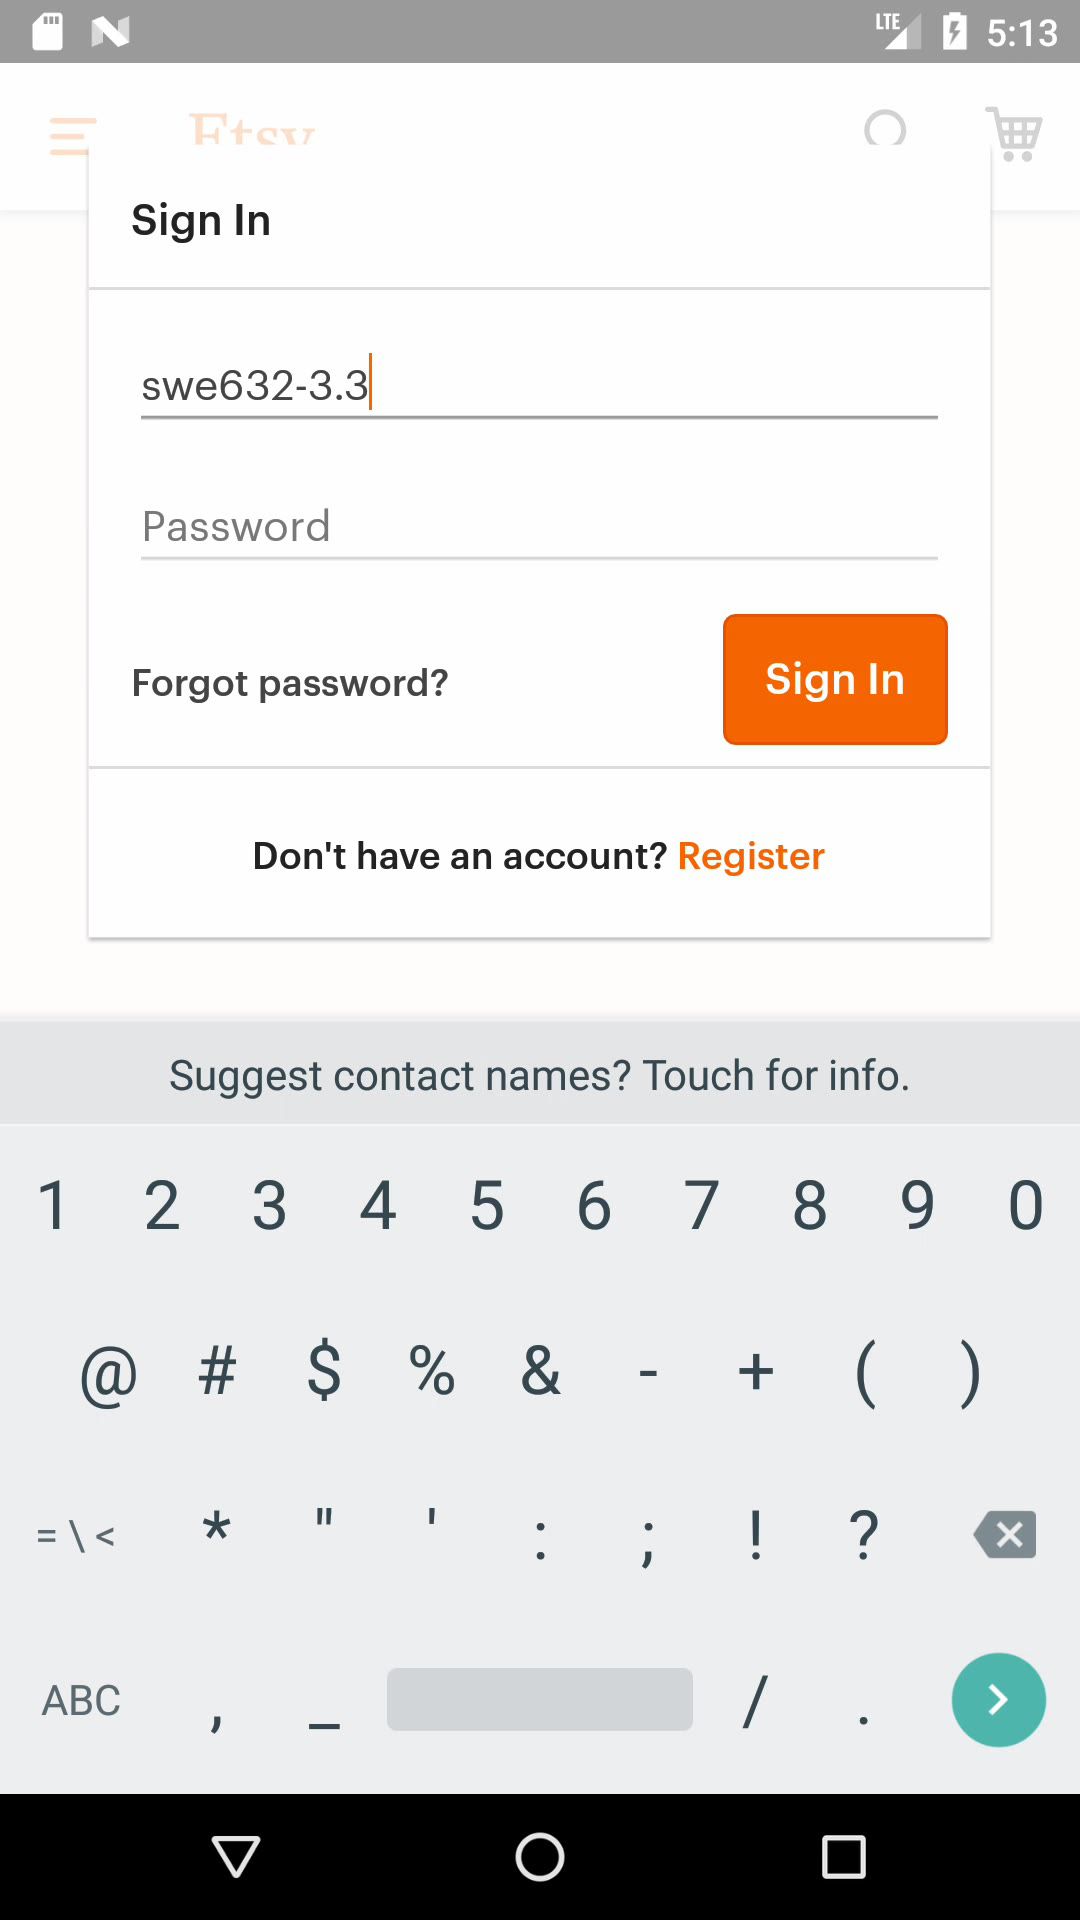 LTE 5:13
Etsy
Sign In
swe632-3.3
Password
Forgot password?
Sign In
Don't have an account? Register
Suggest contact names? Touch for info.
1 2 3 4 5 6 7 8 9 0
@ # $ % & - + ( )
= \ < * " ' : ; ! ?
ABC , _ / .